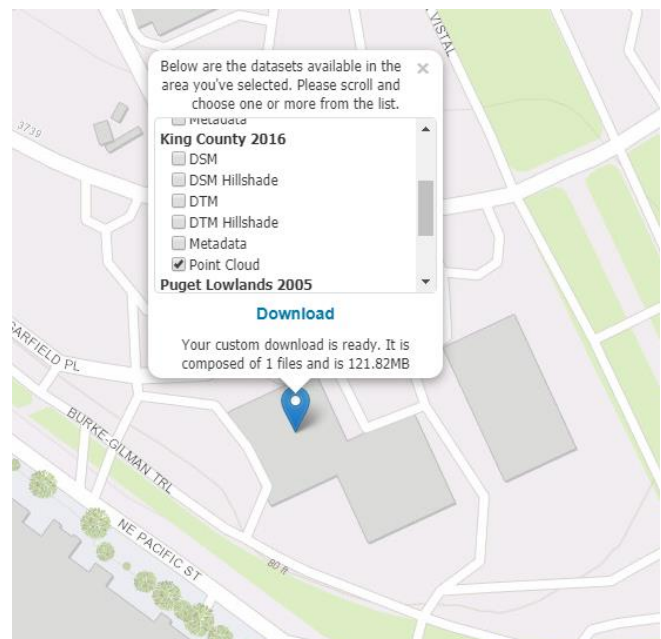 VISTA
3739
Below are the datasets available in the
area you've selected. Please scroll and
choose one or more from the list.
×
Metadata
King County 2016
DSM
DSM Hillshade
DTM
DTM Hillshade
Metadata
Point Cloud
Puget Lowlands 2005
Download
Your custom download is ready. It is
composed of 1 files and is 121.82MB
GARFIELD PL
BURKE-GILMAN TRL
NE PACIFIC ST
80 ft